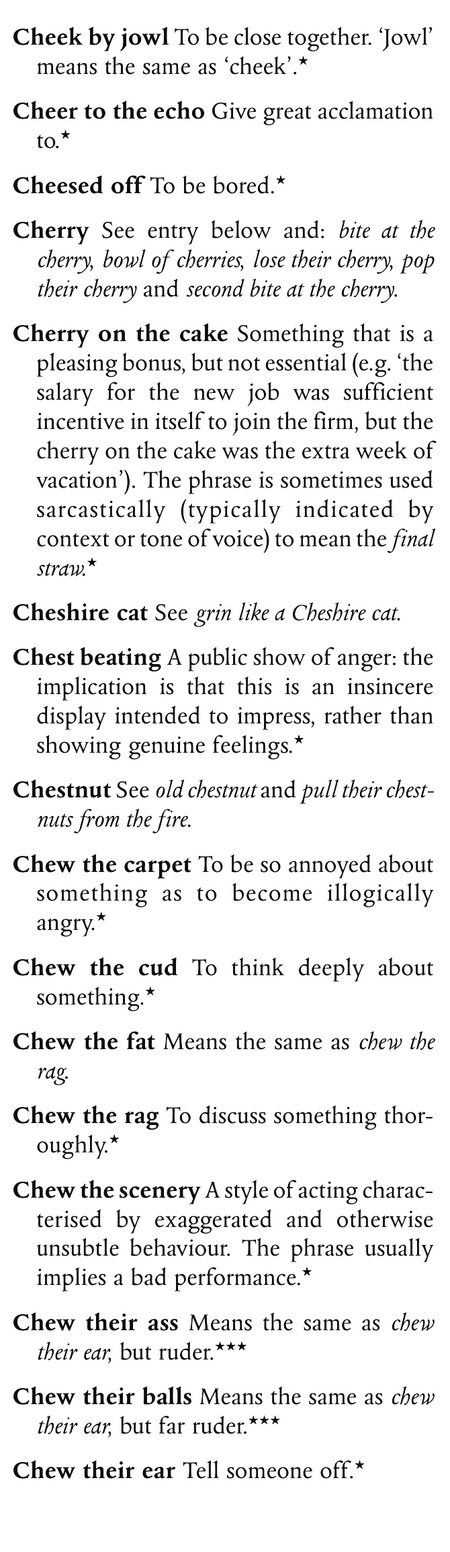 Cheek by jowl To be close together. ‘Jowl’
means the same as ‘cheek’.★
Cheer to the echo Give great acclamation
to.★
Cheesed off To be bored.★
Cherry See entry below and: bite at the
cherry, bowl of cherries, lose their cherry, pop
their cherry and second bite at the cherry.
Cherry on the cake Something that is a
pleasing bonus, but not essential (e.g. ‘the
salary for the new job was sufficient
incentive in itself to join the firm, but the
cherry on the cake was the extra week of
vacation’). The phrase is sometimes used
sarcastically (typically indicated by
context or tone of voice) to mean the final
straw.★
Cheshire cat See grin like a Cheshire cat.
Chest beating A public show of anger: the
implication is that this is an insincere
display intended to impress, rather than
showing genuine feelings.★
Chestnut See old chestnut and pull their chest-
nuts from the fire.
Chew the carpet To be so annoyed about
something as to become illogically
angry.★
Chew the cud To think deeply about
something.★
Chew the fat Means the same as chew the
rag.
Chew the rag To discuss something thor-
oughly.★
Chew the scenery A style of acting charac-
terised by exaggerated and otherwise
unsubtle behaviour. The phrase usually
implies a bad performance.★
Chew their ass Means the same as chew
their ear, but ruder.★★★
Chew their balls Means the same as chew
their ear, but far ruder.★★★
Chew their ear Tell someone off.★